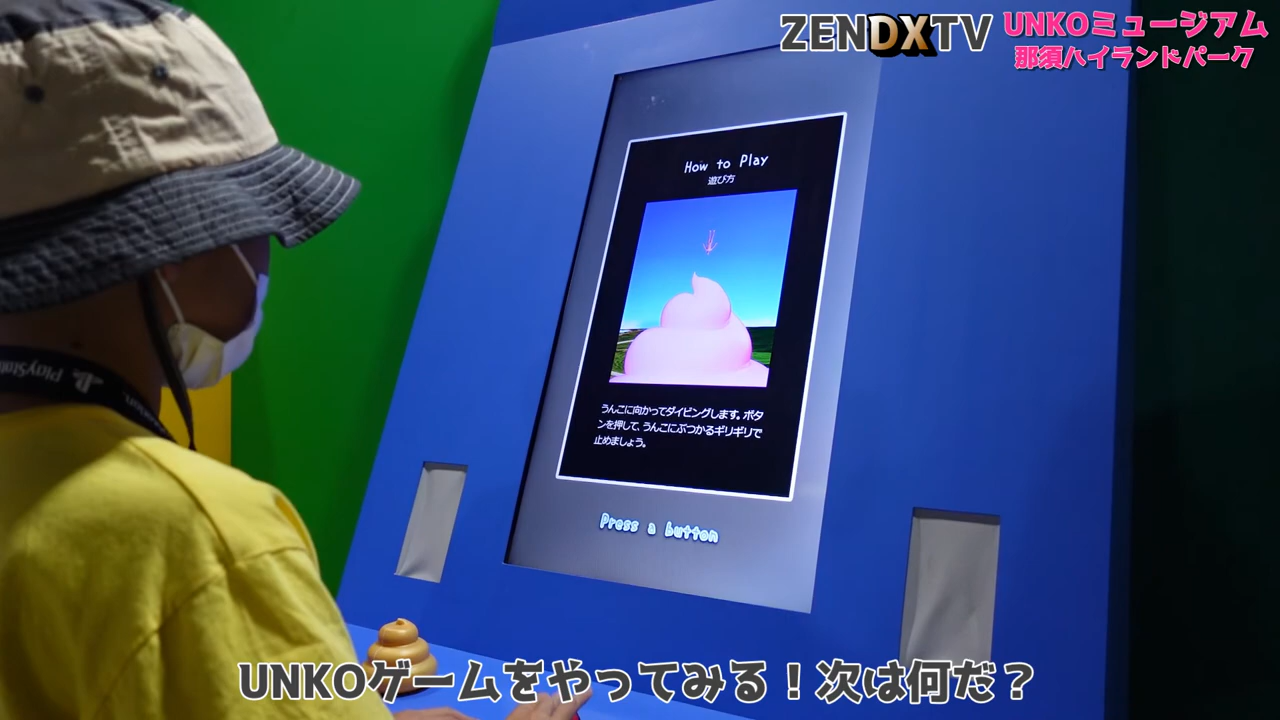 ZENDXTV
UNKOミュージアム
那須ハイランドパーク
How to Play
遊び方
うんこに向かってダイビングします。ボタ
ンを押して、うんこにぶつかるギリギリで
止めましょう。
Press a button
PlayStation
UNKOゲームをやってみる！次は何だ？